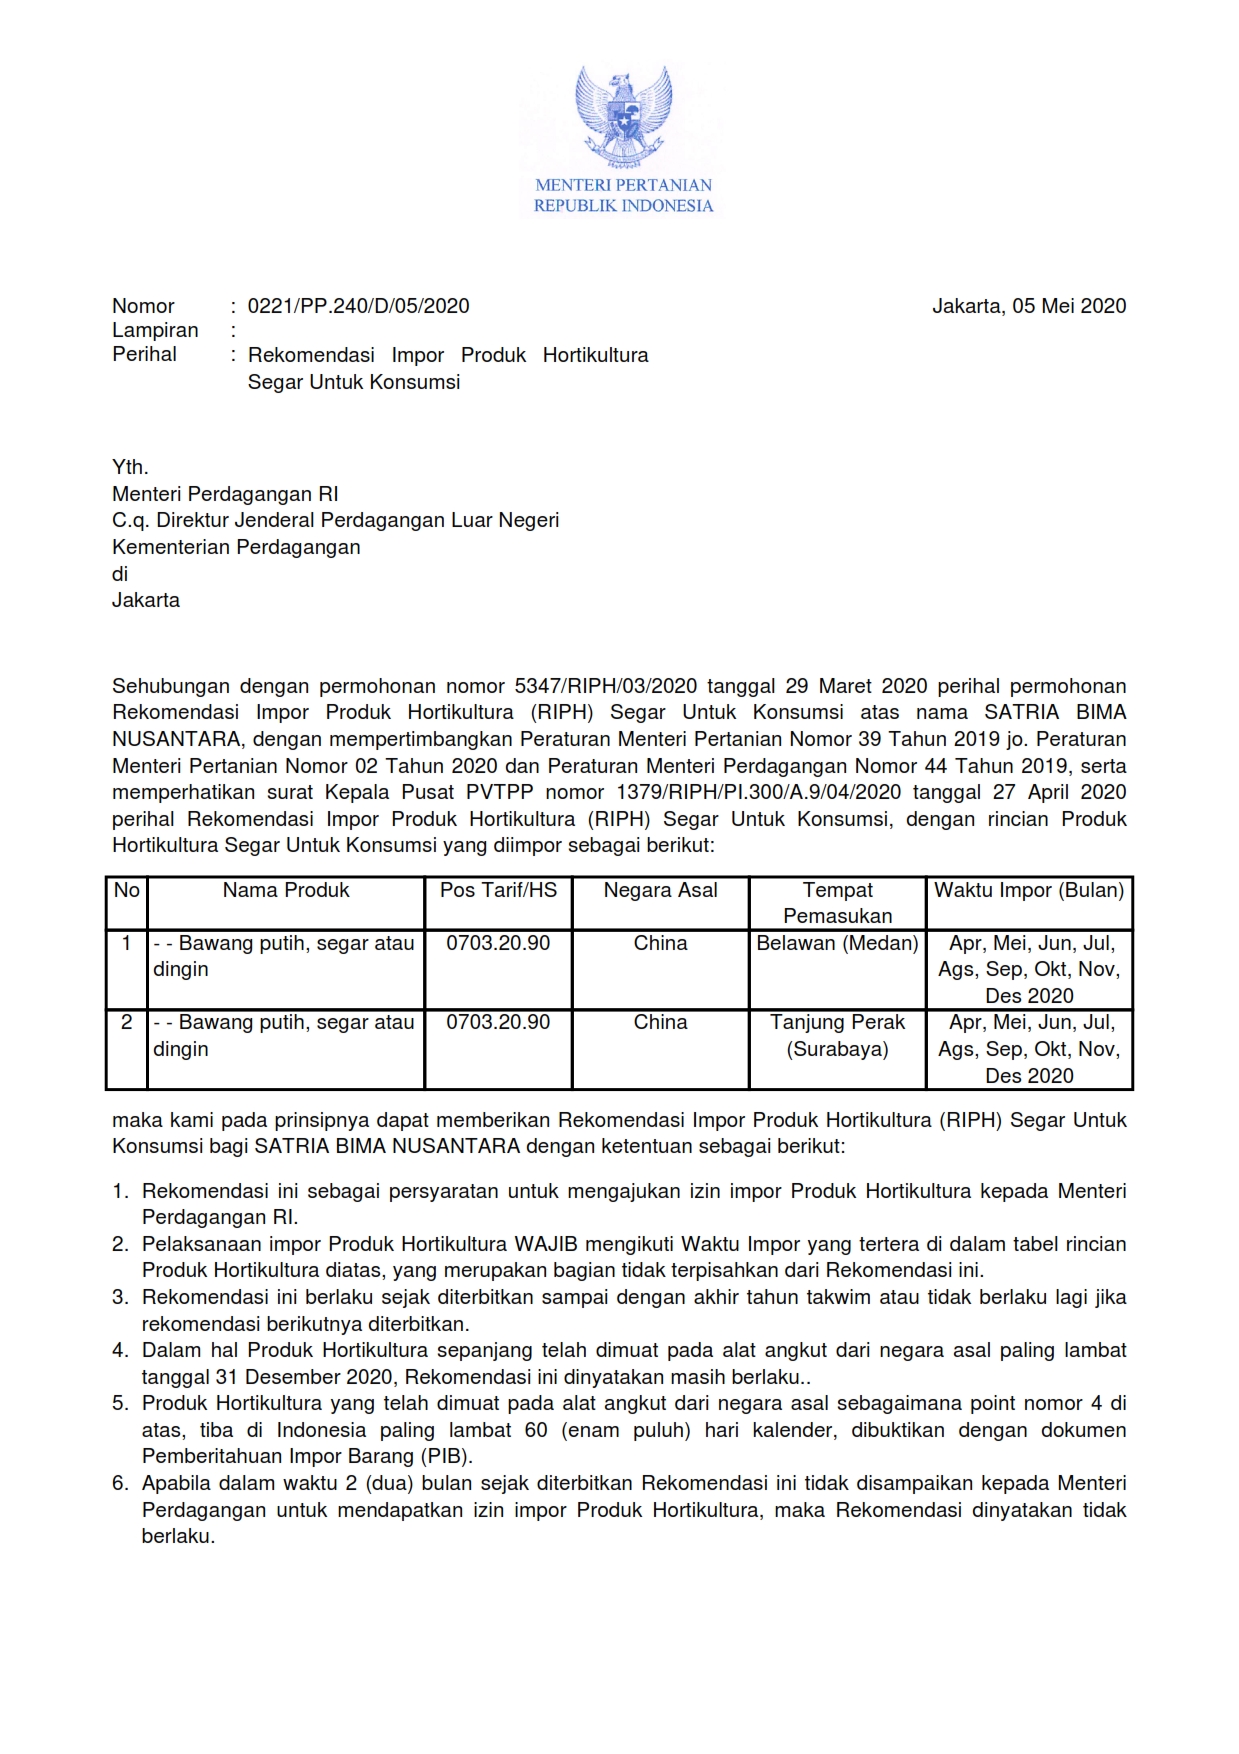 MENTERI PERTANIAN
REPUBLIK INDONESIA
Nomor : 0221/PP.240/D/05/2020 Jakarta, 05 Mei 2020
Lampiran :
Perihal : Rekomendasi Impor Produk Hortikultura
Segar Untuk Konsumsi
Yth.
Menteri Perdagangan RI
C.q. Direktur Jenderal Perdagangan Luar Negeri
Kementerian Perdagangan
di
Jakarta
Sehubungan dengan permohonan nomor 5347/RIPH/03/2020 tanggal 29 Maret 2020 perihal permohonan
Rekomendasi Impor Produk Hortikultura (RIPH) Segar Untuk Konsumsi atas nama SATRIA BIMA
NUSANTARA, dengan mempertimbangkan Peraturan Menteri Pertanian Nomor 39 Tahun 2019 jo. Peraturan
Menteri Pertanian Nomor 02 Tahun 2020 dan Peraturan Menteri Perdagangan Nomor 44 Tahun 2019, serta
memperhatikan surat Kepala Pusat PVTPP nomor 1379/RIPH/PI.300/A.9/04/2020 tanggal 27 April 2020
perihal Rekomendasi Impor Produk Hortikultura (RIPH) Segar Untuk Konsumsi, dengan rincian Produk
Hortikultura Segar Untuk Konsumsi yang diimpor sebagai berikut:
No Nama Produk Pos Tarif/HS Negara Asal Tempat Waktu Impor (Bulan)
Pemasukan
1 - - Bawang putih, segar atau 0703.20.90 China Belawan (Medan) Apr, Mei, Jun, Jul,
dingin Ags, Sep, Okt, Nov,
Des 2020
2 - - Bawang putih, segar atau 0703.20.90 China Tanjung Perak Apr, Mei, Jun, Jul,
dingin (Surabaya) Ags, Sep, Okt, Nov,
Des 2020
maka kami pada prinsipnya dapat memberikan Rekomendasi Impor Produk Hortikultura (RIPH) Segar Untuk
Konsumsi bagi SATRIA BIMA NUSANTARA dengan ketentuan sebagai berikut:
1. Rekomendasi ini sebagai persyaratan untuk mengajukan izin impor Produk Hortikultura kepada Menteri
Perdagangan RI.
2. Pelaksanaan impor Produk Hortikultura WAJIB mengikuti Waktu Impor yang tertera di dalam tabel rincian
Produk Hortikultura diatas, yang merupakan bagian tidak terpisahkan dari Rekomendasi ini.
3. Rekomendasi ini berlaku sejak diterbitkan sampai dengan akhir tahun takwim atau tidak berlaku lagi jika
rekomendasi berikutnya diterbitkan.
4. Dalam hal Produk Hortikultura sepanjang telah dimuat pada alat angkut dari negara asal paling lambat
tanggal 31 Desember 2020, Rekomendasi ini dinyatakan masih berlaku..
5. Produk Hortikultura yang telah dimuat pada alat angkut dari negara asal sebagaimana point nomor 4 di
atas, tiba di Indonesia paling lambat 60 (enam puluh) hari kalender, dibuktikan dengan dokumen
Pemberitahuan Impor Barang (PIB).
6. Apabila dalam waktu 2 (dua) bulan sejak diterbitkan Rekomendasi ini tidak disampaikan kepada Menteri
Perdagangan untuk mendapatkan izin impor Produk Hortikultura, maka Rekomendasi dinyatakan tidak
berlaku.